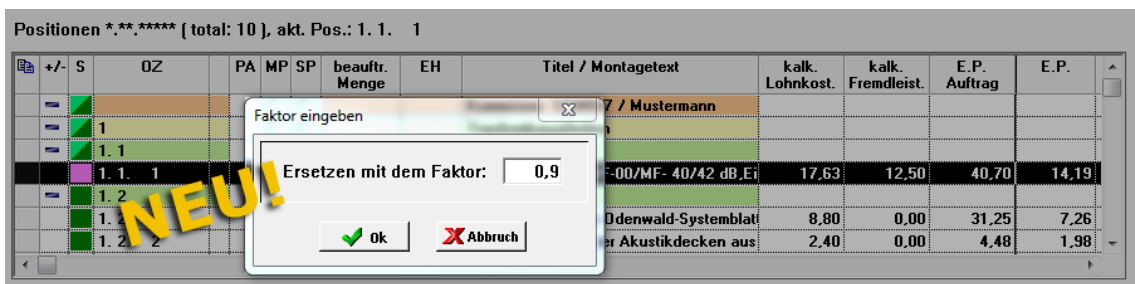 Positionen *.**.***** ( total: 10 ), akt. Pos.: 1. 1. 1
+/- S OZ PA MP SP beauftr. Menge EH Titel / Montagetext kalk. Lohnkost. kalk. Fremdleist. E.P. Auftrag E.P.
7 / Mustermann
Faktor eingeben
1
1. 1
Ersetzen mit dem Faktor: 0,9
1. 1. 1 F-00/MF- 40/42 dB,Ei 17,63 12,50 40,70 14,19
NEU!
1. 2
1. 2 Odenwald-Systemblatt 8,80 0,00 31,25 7,26
1. 2 2 er Akustikdecken aus 2,40 0,00 4,48 1,98
Ok Abbruch